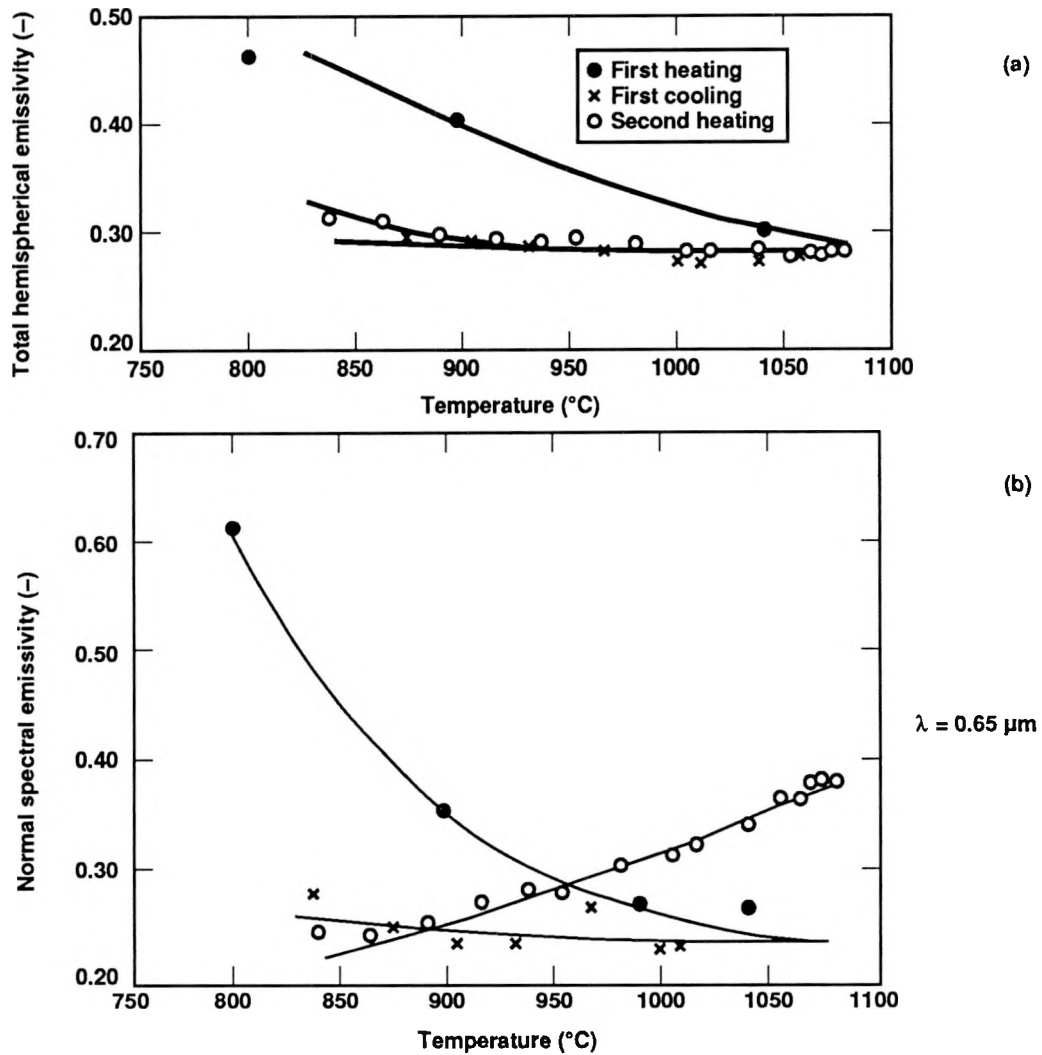 0.50
0.40
0.30
0.20
Total hemispherical emissivity (–)
First heating
First cooling
Second heating
(a)
750 800 850 900 950 1000 1050 1100
Temperature (°C)
0.70
0.60
0.50
0.40
0.30
0.20
Normal spectral emissivity (–)
(b)
λ = 0.65 µm
750 800 850 900 950 1000 1050 1100
Temperature (°C)